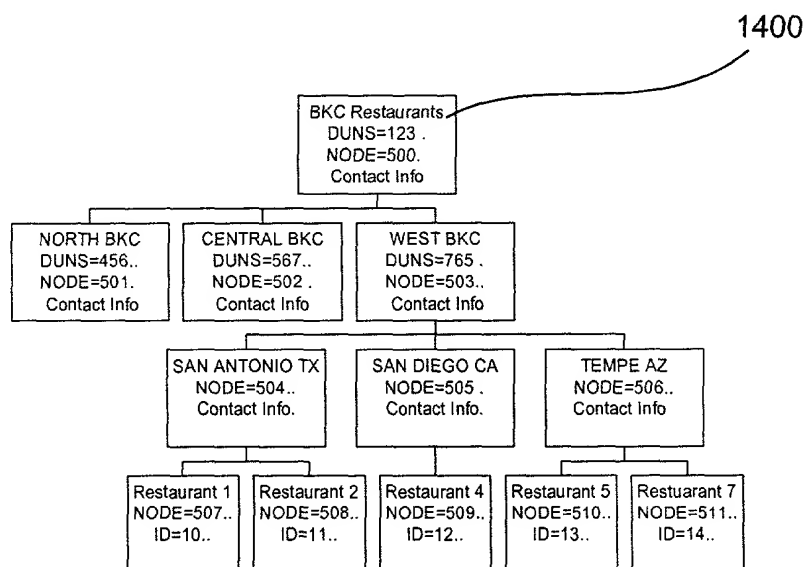 1400
BKC Restaurants
DUNS=123 .
NODE=500.
Contact Info
NORTH BKC
DUNS=456..
NODE=501.
Contact Info
CENTRAL BKC
DUNS=567..
NODE=502 .
Contact Info
WEST BKC
DUNS=765 .
NODE=503..
Contact Info
SAN ANTONIO TX
NODE=504..
Contact Info.
SAN DIEGO CA
NODE=505 .
Contact Info.
TEMPE AZ
NODE=506..
Contact Info
Restaurant 1
NODE=507..
ID=10..
Restaurant 2
NODE=508..
ID=11..
Restaurant 4
NODE=509..
ID=12..
Restaurant 5
NODE=510..
ID=13..
Restuarant 7
NODE=511..
ID=14..